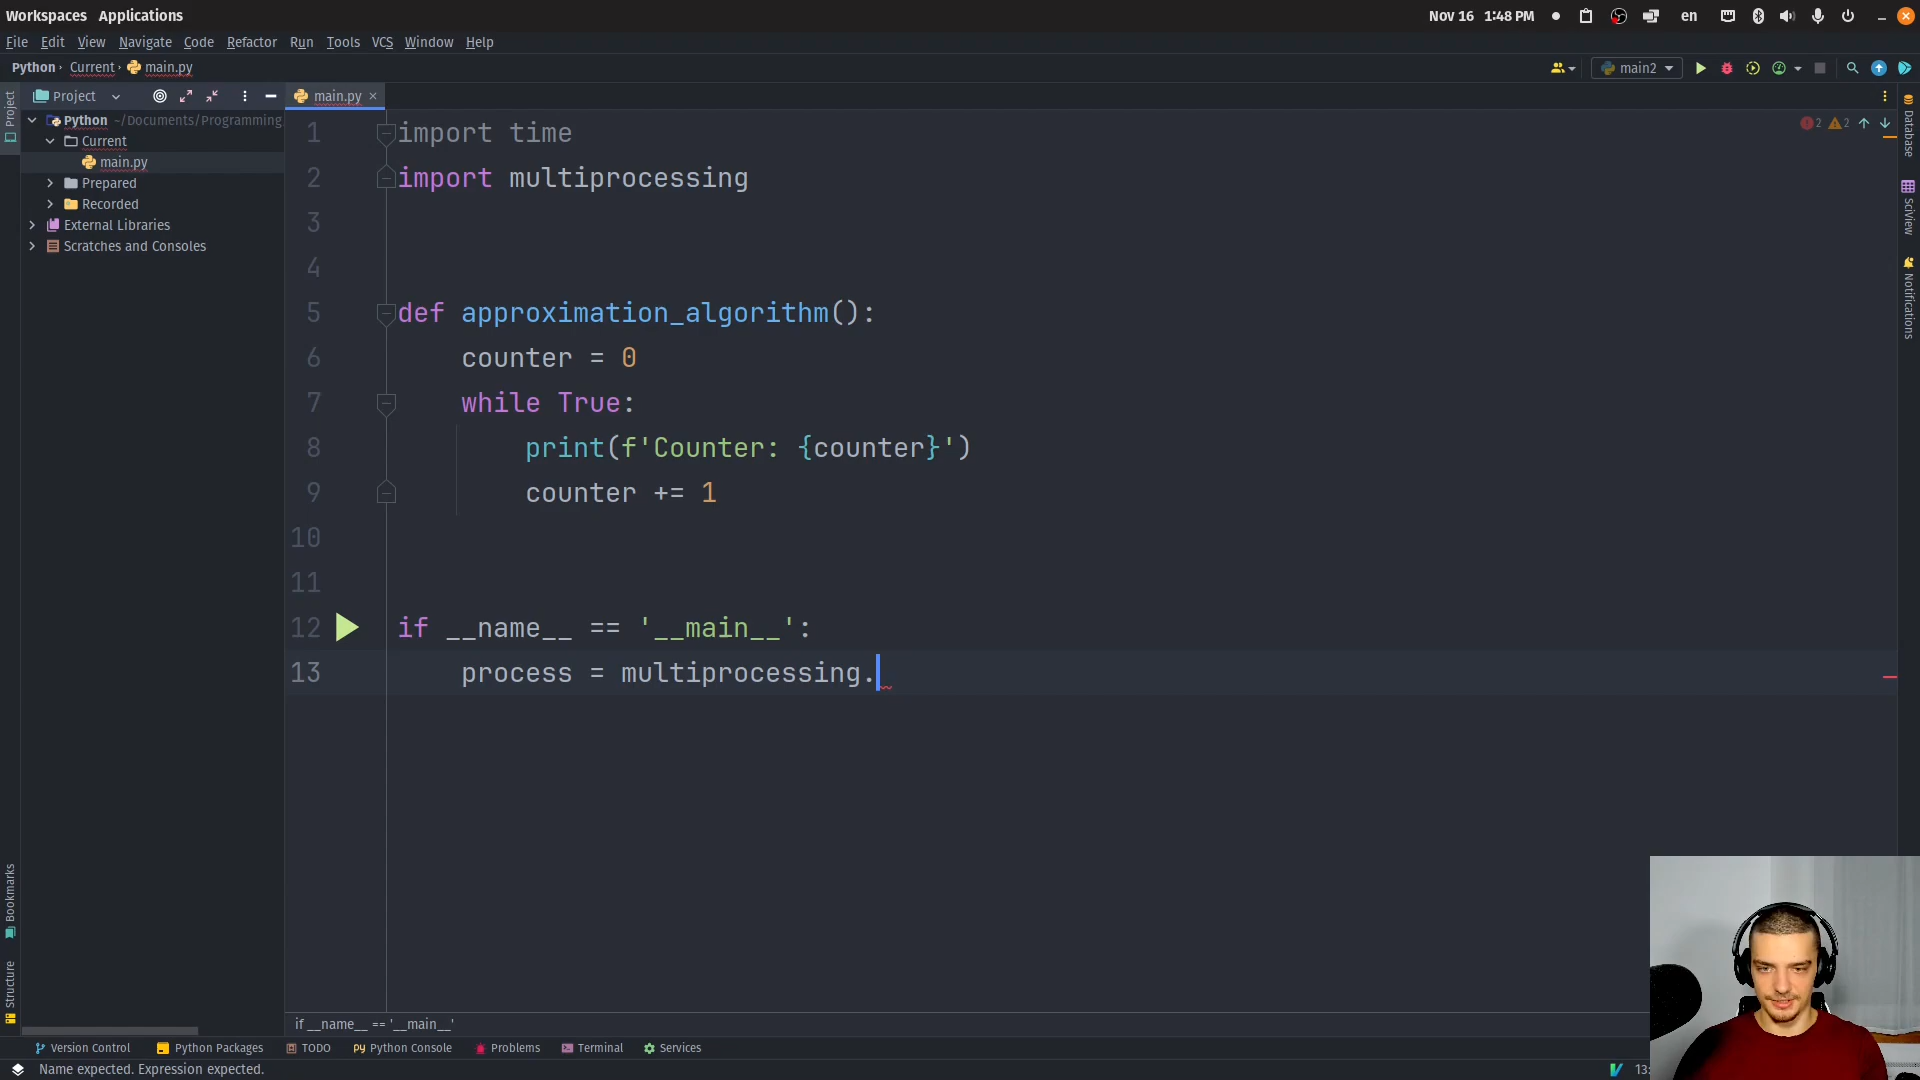 Workspaces Applications Nov 16 1:48 PM en
File Edit View Navigate Code Refactor Run Tools VCS Window Help
Python Current main.py main2
Project Project main.py
Python ~/Documents/Programming
Current
main.py
Prepared
Recorded
External Libraries
Scratches and Consoles
2 2
Database
SciView
Notifications
1 import time
2 import multiprocessing
3
4
5 def approximation_algorithm():
6 counter = 0
7 while True:
8 print(f'Counter: {counter}')
9 counter += 1
10
11
12 if __name__ == '__main__':
13 process = multiprocessing.
Bookmarks
Structure
if __name__ == '__main__'
Version Control Python Packages TODO Python Console Problems Terminal Services
Name expected. Expression expected.